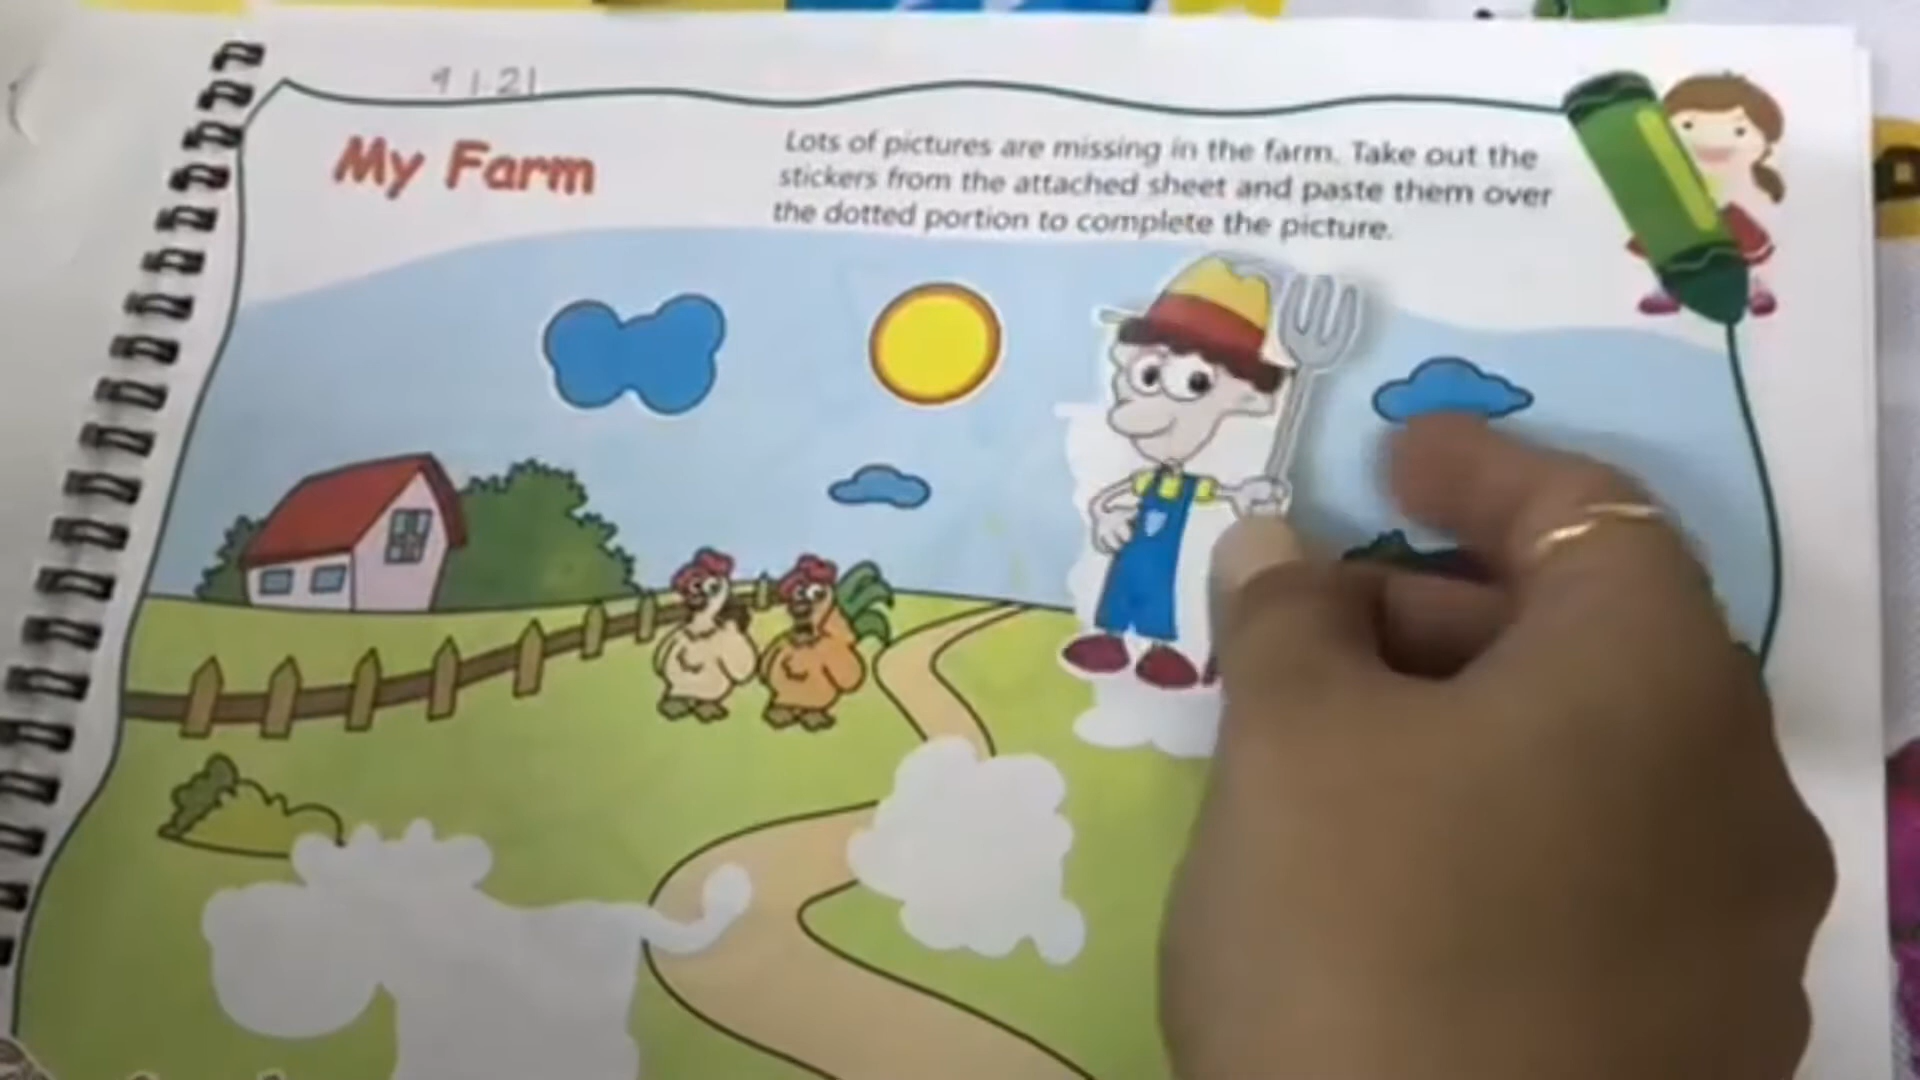 9 1.21
My Farm
Lots of pictures are missing in the farm. Take out the
stickers from the attached sheet and paste them over
the dotted portion to complete the picture.